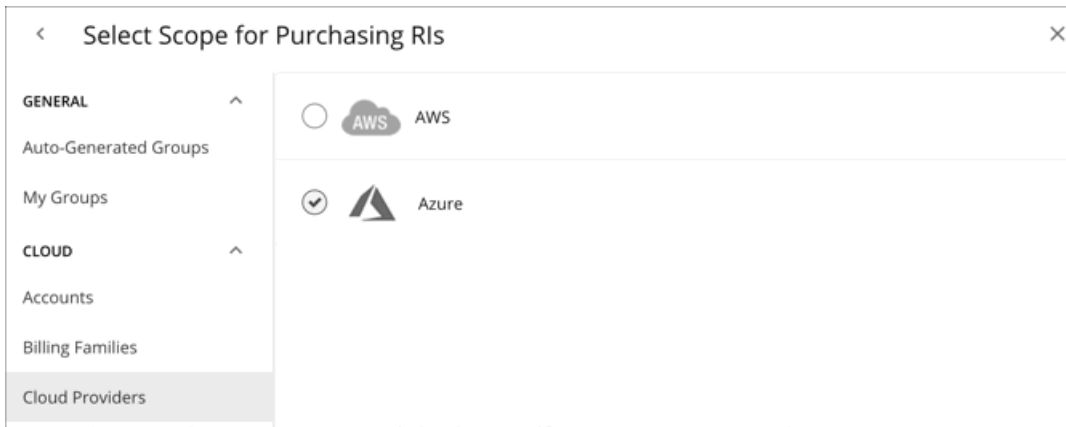 Select Scope for Purchasing RIs
GENERAL
Auto-Generated Groups
My Groups
CLOUD
Accounts
Billing Families
Cloud Providers
AWS AWS
Azure